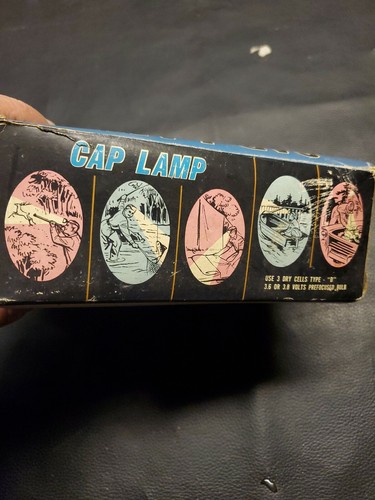 CAP LAMP
USE 3 DRY CELLS TYPE - "D"
3.6 OR 3.8 VOLTS PREFOCUSED BULB